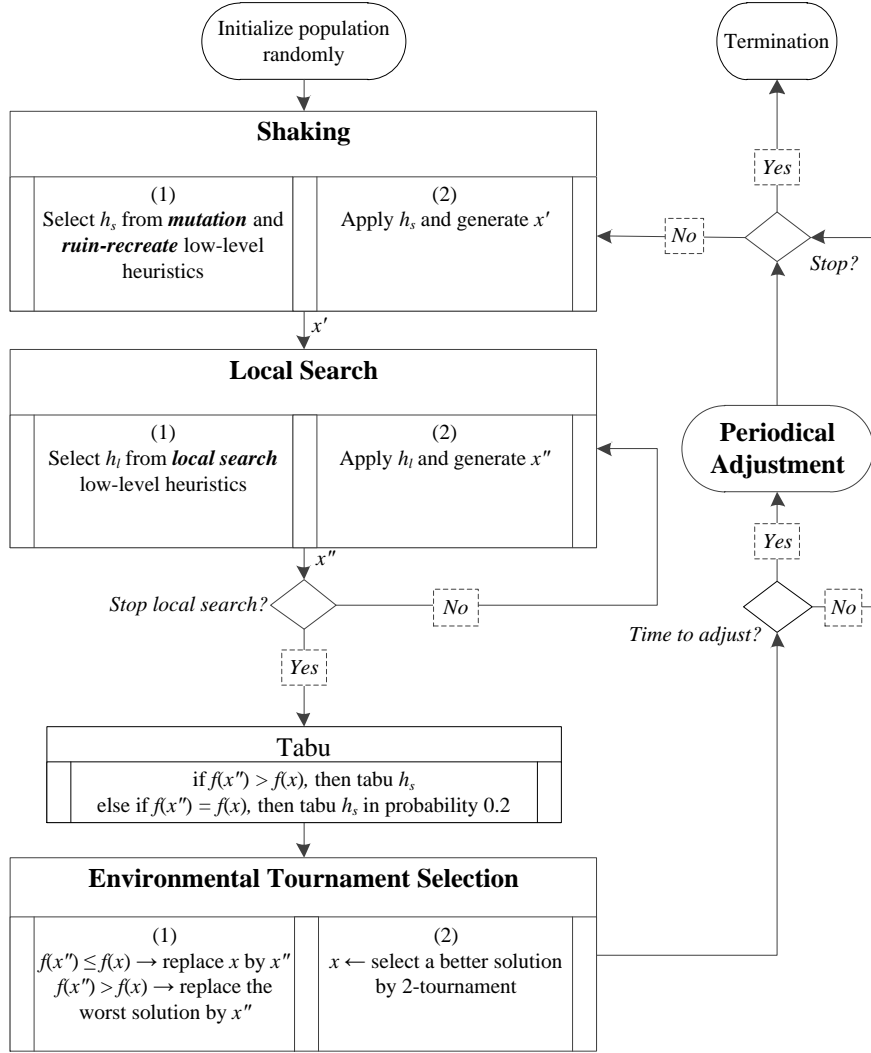 Initialize population
randomly
Termination
Shaking
(1)
Select hs from mutation and
ruin-recreate low-level
heuristics
(2)
Apply hs and generate x′
Yes
No
Stop?
x′
Local Search
(1)
Select hl from local search
low-level heuristics
(2)
Apply hl and generate x″
Periodical
Adjustment
x″
Yes
Stop local search?
No
No
Time to adjust?
Yes
Tabu
if f(x″) > f(x), then tabu hs
else if f(x″) = f(x), then tabu hs in probability 0.2
Environmental Tournament Selection
(1)
f(x″) ≤ f(x) → replace x by x″
f(x″) > f(x) → replace the
worst solution by x″
(2)
x ← select a better solution
by 2-tournament